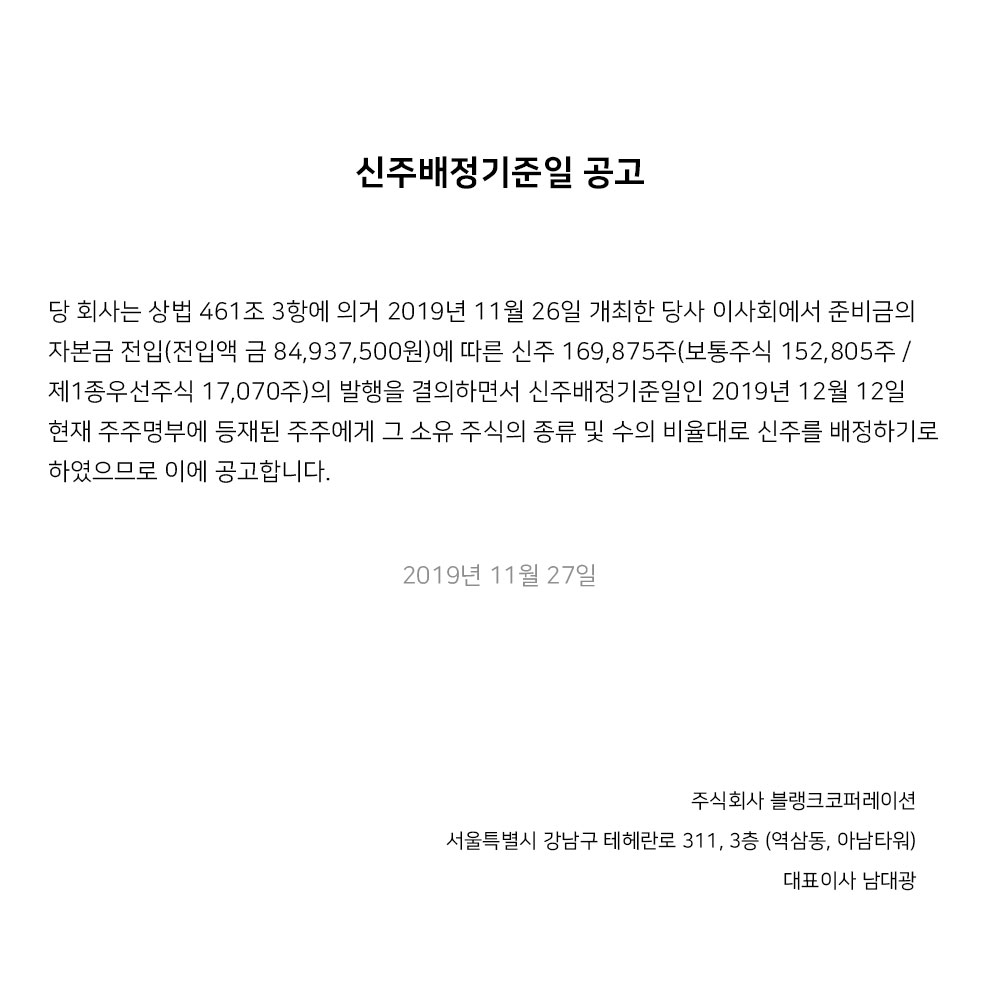 신주배정기준일 공고
당 회사는 상법 461조 3항에 의거 2019년 11월 26일 개최한 당사 이사회에서 준비금의
자본금 전입(전입액 금 84,937,500원)에 따른 신주 169,875주(보통주식 152,805주 /
제1종우선주식 17,070주)의 발행을 결의하면서 신주배정기준일인 2019년 12월 12일
현재 주주명부에 등재된 주주에게 그 소유 주식의 종류 및 수의 비율대로 신주를 배정하기로
하였으므로 이에 공고합니다.
2019년 11월 27일
주식회사 블랭크코퍼레이션
서울특별시 강남구 테헤란로 311, 3층 (역삼동, 아남타워)
대표이사 남대광